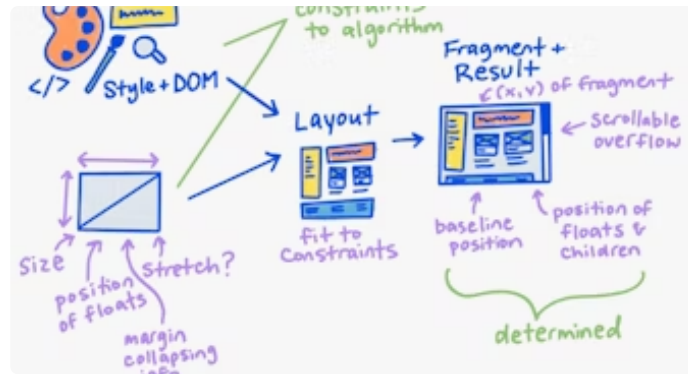 constraints
to algorithm
</>
Style + DOM
Layout
Fragment +
Result
(x,y) of fragment
scrollable
overflow
fit to
constraints
baseline
position
position of
floats &
children
determined
size
position
of floats
margin
collapsing
info
stretch?